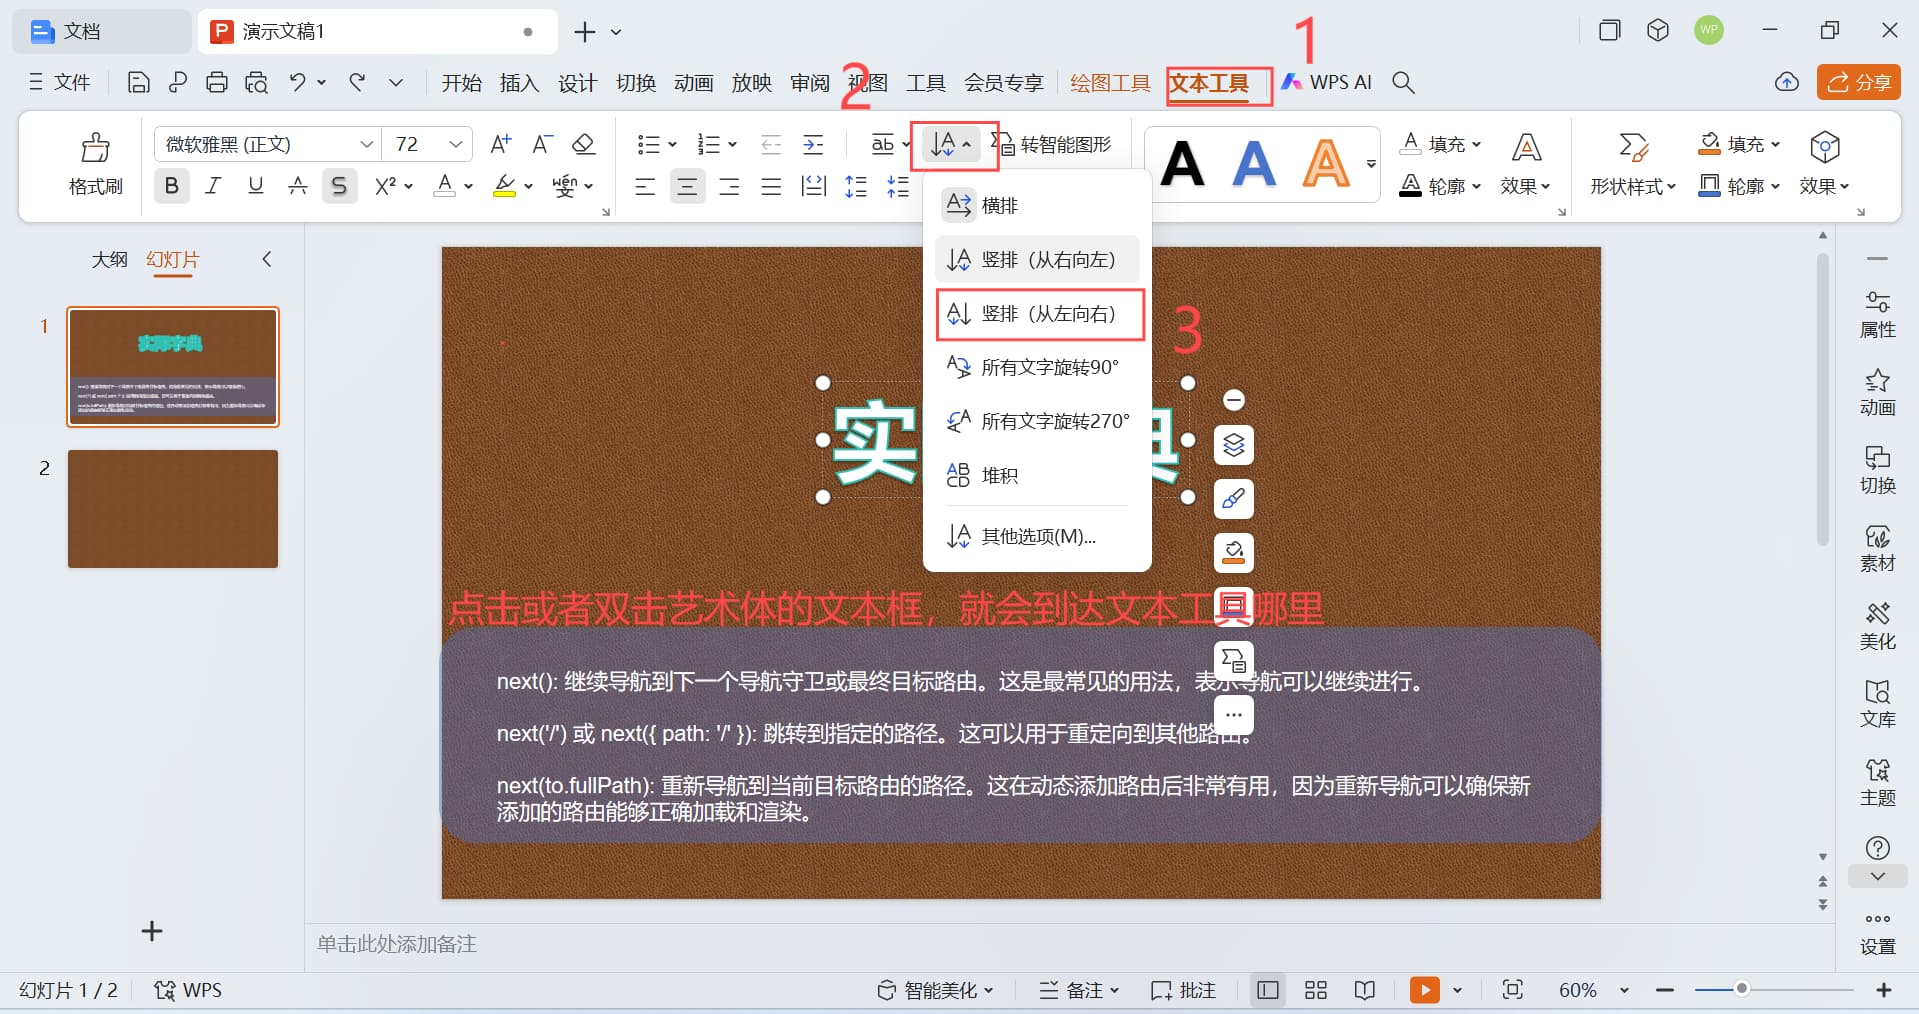 文档
演示文稿1
WP
文件
开始 插入 设计 切换 动画 放映 审阅 视图 工具 会员专享 绘图工具 文本工具 WPS AI
分享
1
2
格式刷
微软雅黑 (正文)
72
转智能图形
填充
轮廓
效果
形状样式
填充
轮廓
效果
横排
竖排（从右向左）
竖排（从左向右）
3
所有文字旋转90°
所有文字旋转270°
堆积
其他选项(M)...
大纲 幻灯片
1
实际字典
2
实
典
点击或者双击艺术体的文本框，就会到达文本工具哪里
next(): 继续导航到下一个导航守卫或最终目标路由。这是最常见的用法，表示导航可以继续进行。
next('/') 或 next({ path: '/' }): 跳转到指定的路径。这可以用于重定向到其他路由。
next(to.fullPath): 重新导航到当前目标路由的路径。这在动态添加路由后非常有用，因为重新导航可以确保新
添加的路由能够正确加载和渲染。
属性
动画
切换
素材
美化
文库
主题
设置
单击此处添加备注
幻灯片 1 / 2
WPS
智能美化
备注
批注
60%